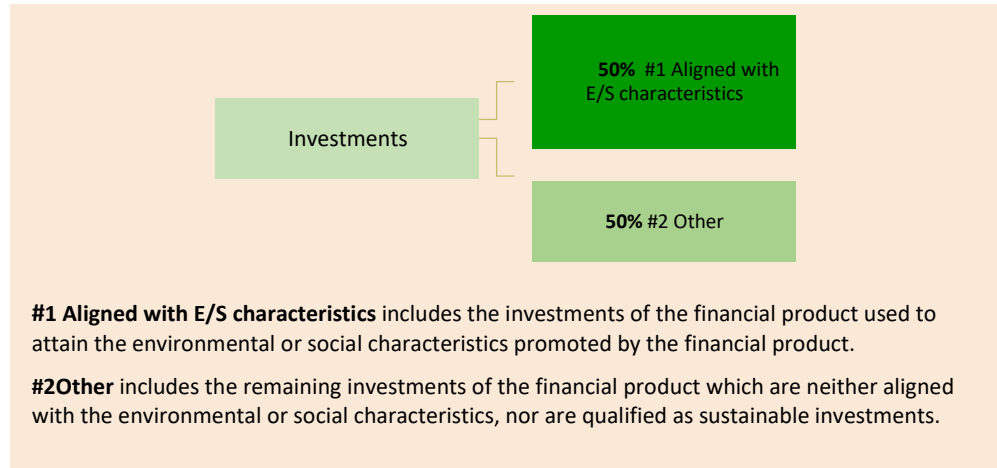 50% #1 Aligned with
E/S characteristics
Investments
50% #2 Other
#1 Aligned with E/S characteristics includes the investments of the financial product used to
attain the environmental or social characteristics promoted by the financial product.
#2Other includes the remaining investments of the financial product which are neither aligned
with the environmental or social characteristics, nor are qualified as sustainable investments.